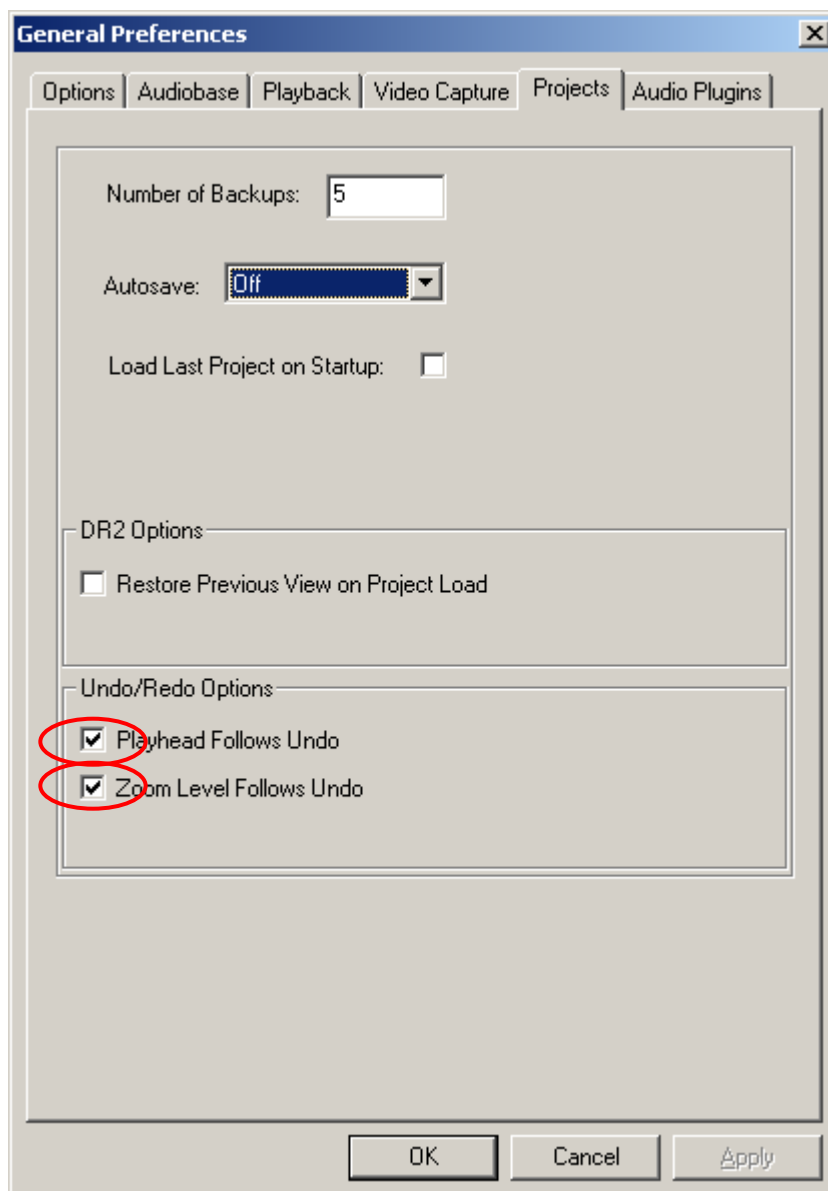 General Preferences
Options Audiobase Playback Video Capture Projects Audio Plugins
Number of Backups: 5
Autosave: Off
Load Last Project on Startup:
DR2 Options
Restore Previous View on Project Load
Undo/Redo Options
Playhead Follows Undo
Zoom Level Follows Undo
OK Cancel Apply